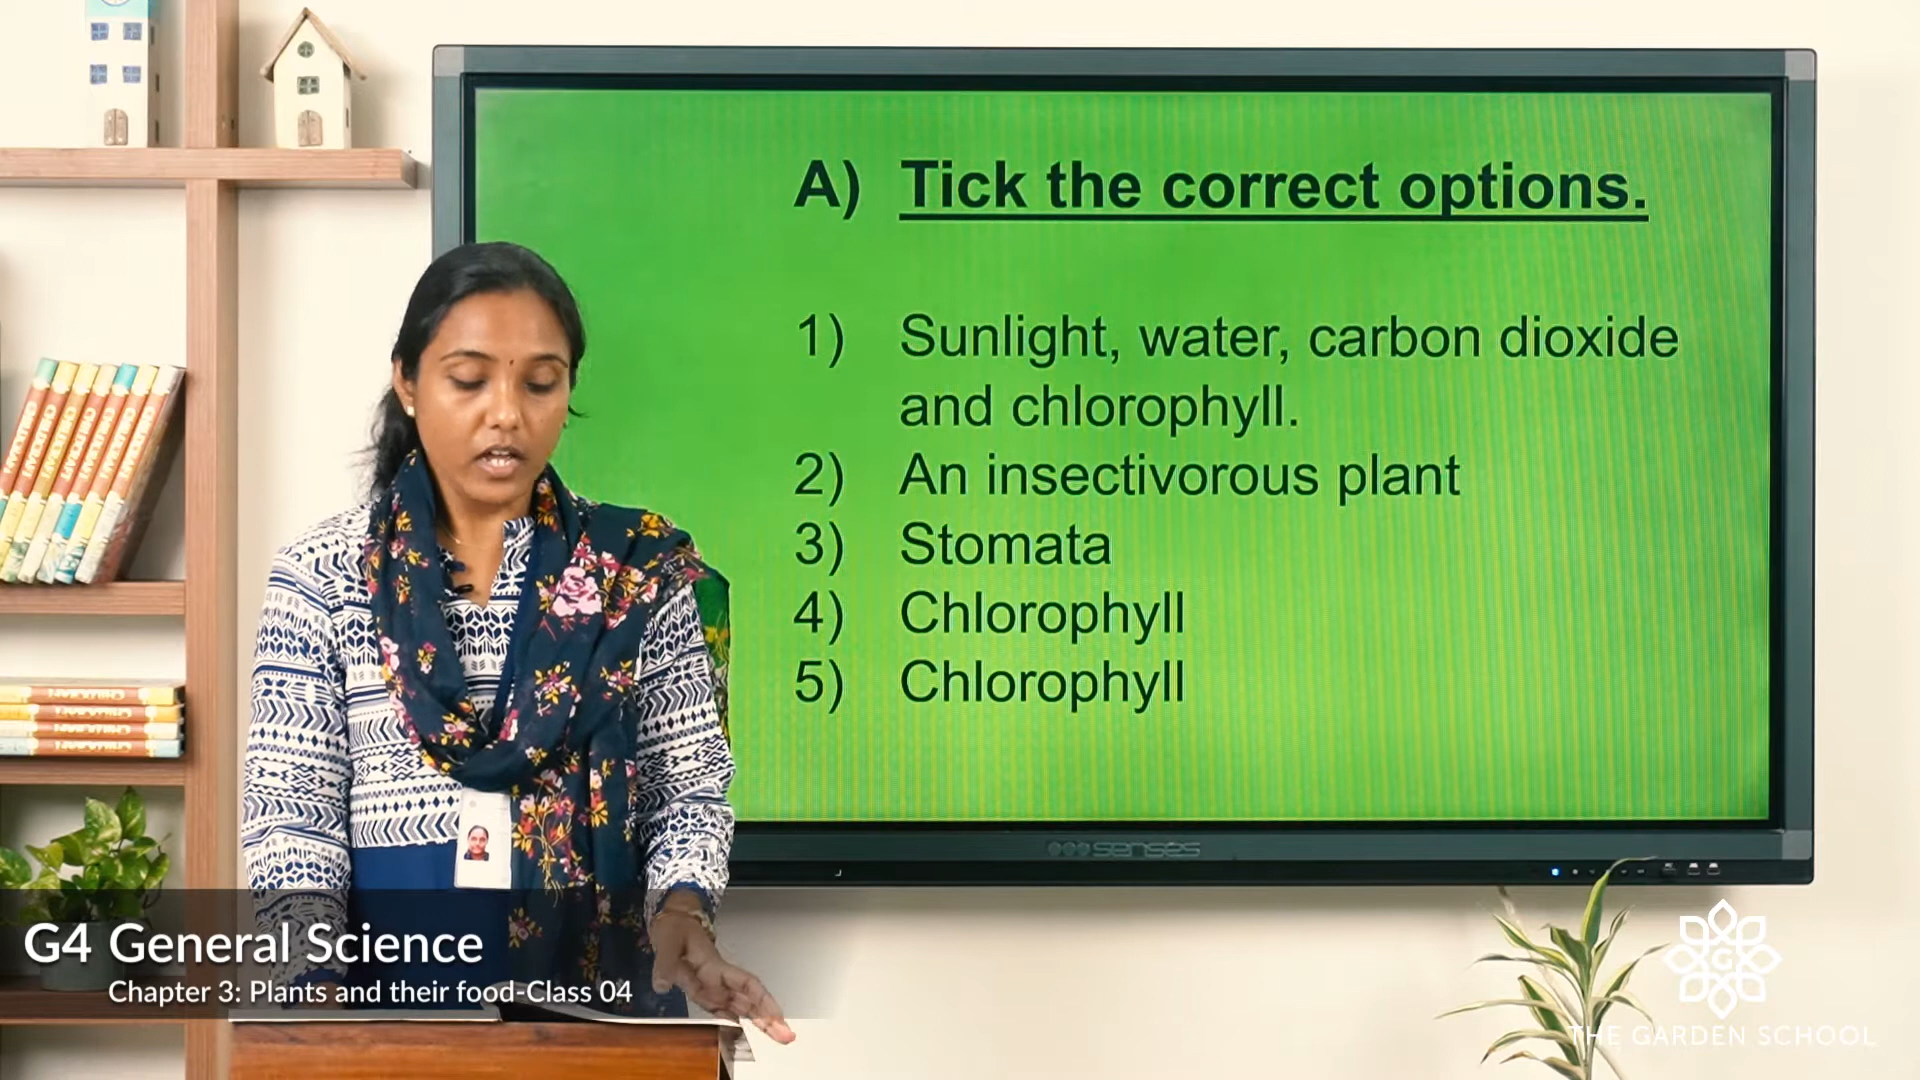 A) Tick the correct options.
1) Sunlight, water, carbon dioxide
and chlorophyll.
2) An insectivorous plant
3) Stomata
4) Chlorophyll
5) Chlorophyll
senses
G4 General Science
Chapter 3: Plants and their food-Class 04
G
THE GARDEN SCHOOL